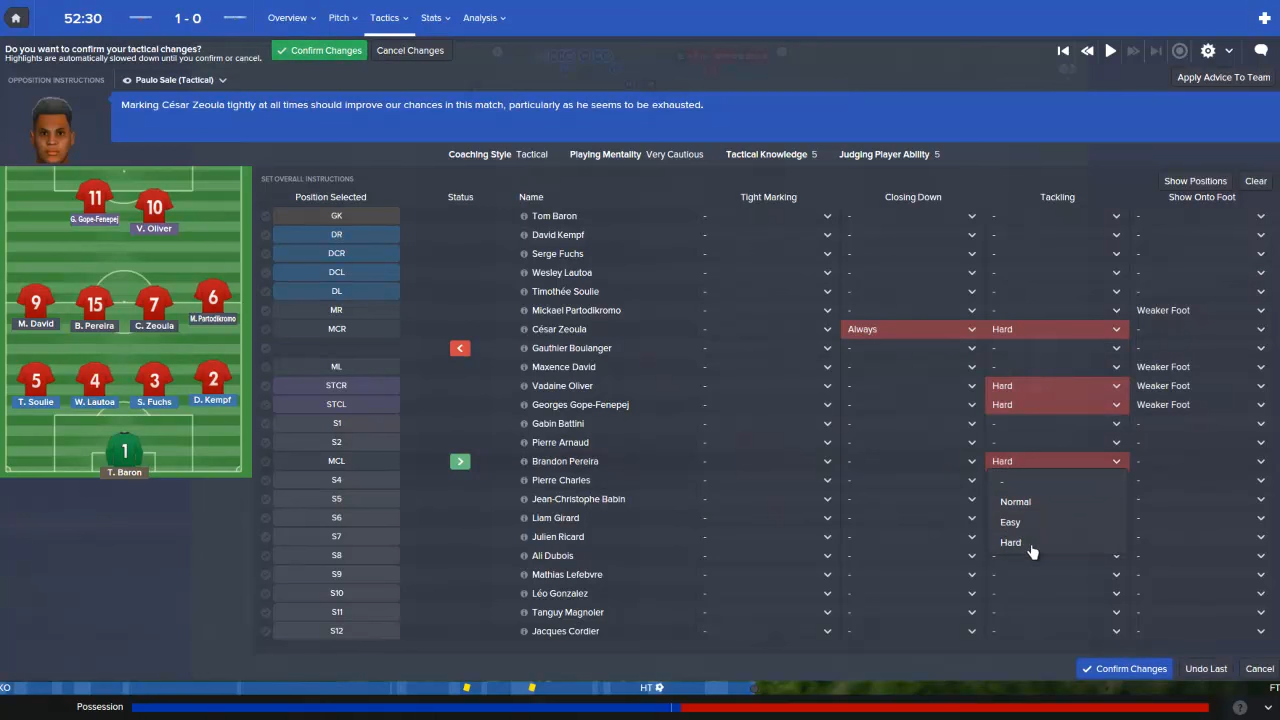 52:30 1 - 0 Overview Pitch Tactics Stats Analysis
Do you want to confirm your tactical changes?
Highlights are automatically slowed down until you confirm or cancel.
Confirm Changes Cancel Changes
OPPOSITION INSTRUCTIONS Paulo Sale (Tactical) Apply Advice To Team
Marking César Zeoula tightly at all times should improve our chances in this match, particularly as he seems to be exhausted.
Coaching Style Tactical Playing Mentality Very Cautious Tactical Knowledge 5 Judging Player Ability 5
11
G. Gope-Fenepej
10
V. Oliver
9
M. David
15
B. Pereira
7
C. Zeoula
6
M. Partodikromo
5
T. Soulie
4
W. Lautoa
3
S. Fuchs
2
D. Kempf
1
T. Baron
SET OVERALL INSTRUCTIONS Show Positions Clear
Position Selected Status Name Tight Marking Closing Down Tackling Show Onto Foot
GK Tom Baron - - - -
DR David Kempf - - - -
DCR Serge Fuchs - - - -
DCL Wesley Lautoa - - - -
DL Timothée Soulie - - - -
MR Mickael Partodikromo - - - Weaker Foot
MCR César Zeoula - Always Hard -
Gauthier Boulanger - - - -
ML Maxence David - - - Weaker Foot
STCR Vadaine Oliver - - Hard Weaker Foot
STCL Georges Gope-Fenepej - - Hard Weaker Foot
S1 Gabin Battini - - - -
S2 Pierre Arnaud - - - -
MCL Brandon Pereira - - Hard -
S4 Pierre Charles - - -
S5 Jean-Christophe Babin - - -
S6 Liam Girard - - -
S7 Julien Ricard - - -
S8 Ali Dubois - - - -
S9 Mathias Lefebvre - - - -
S10 Léo Gonzalez - - - -
S11 Tanguy Magnoler - - - -
S12 Jacques Cordier - - - -
-
Normal
Easy
Hard
Confirm Changes Undo Last Cancel
KO HT FT
Possession